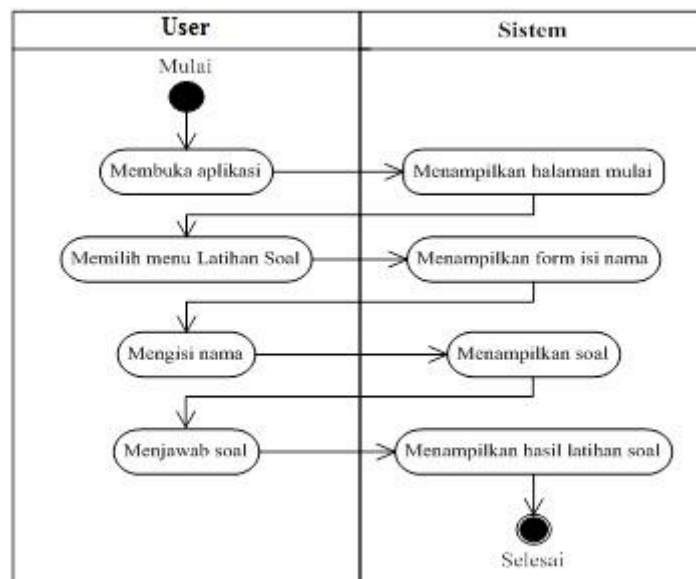 User
Sistem
Mulai
Membuka aplikasi
Menampilkan halaman mulai
Memilih menu Latihan Soal
Menampilkan form isi nama
Mengisi nama
Menampilkan soal
Menjawab soal
Menampilkan hasil latihan soal
Selesai